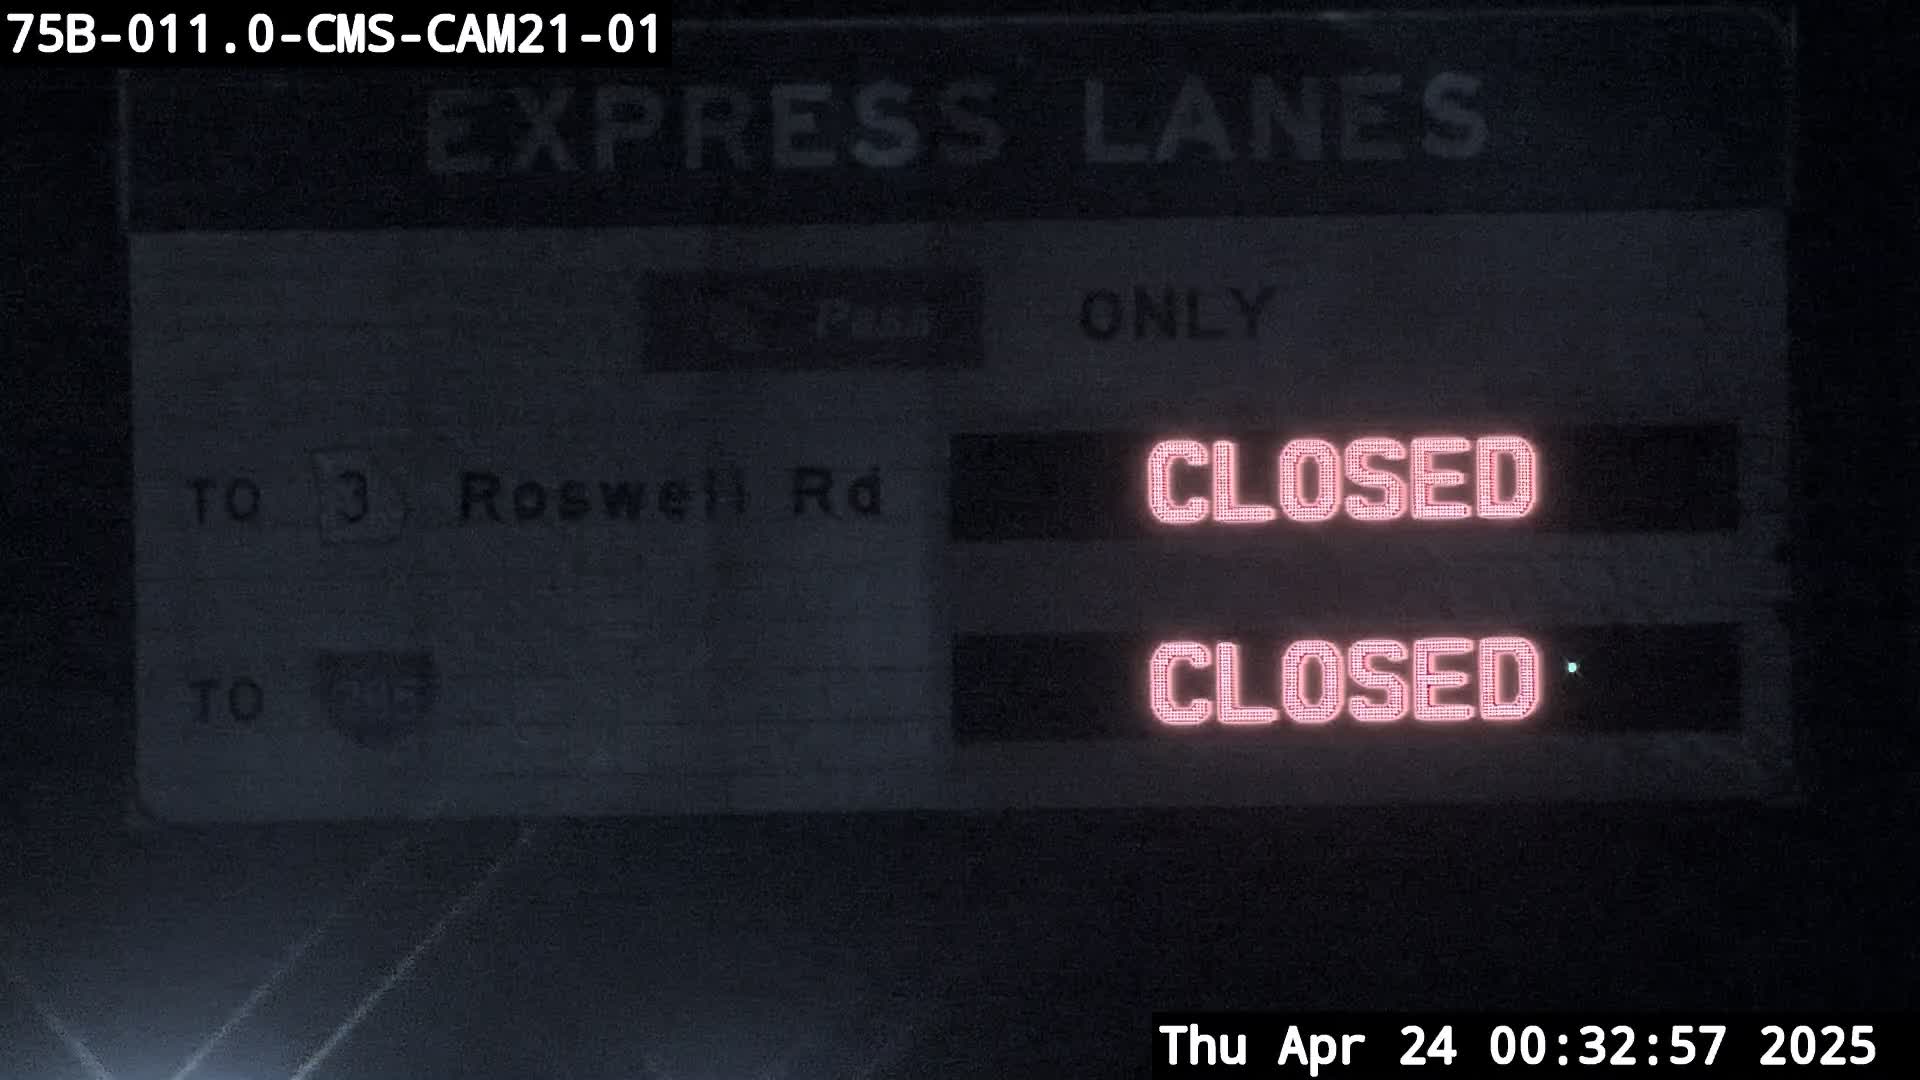 75B-011.0-CMS-CAM21-01
EXPRESS LANES
Pass ONLY
TO 3 Roswell Rd CLOSED
TO CLOSED
Thu Apr 24 00:32:57 2025